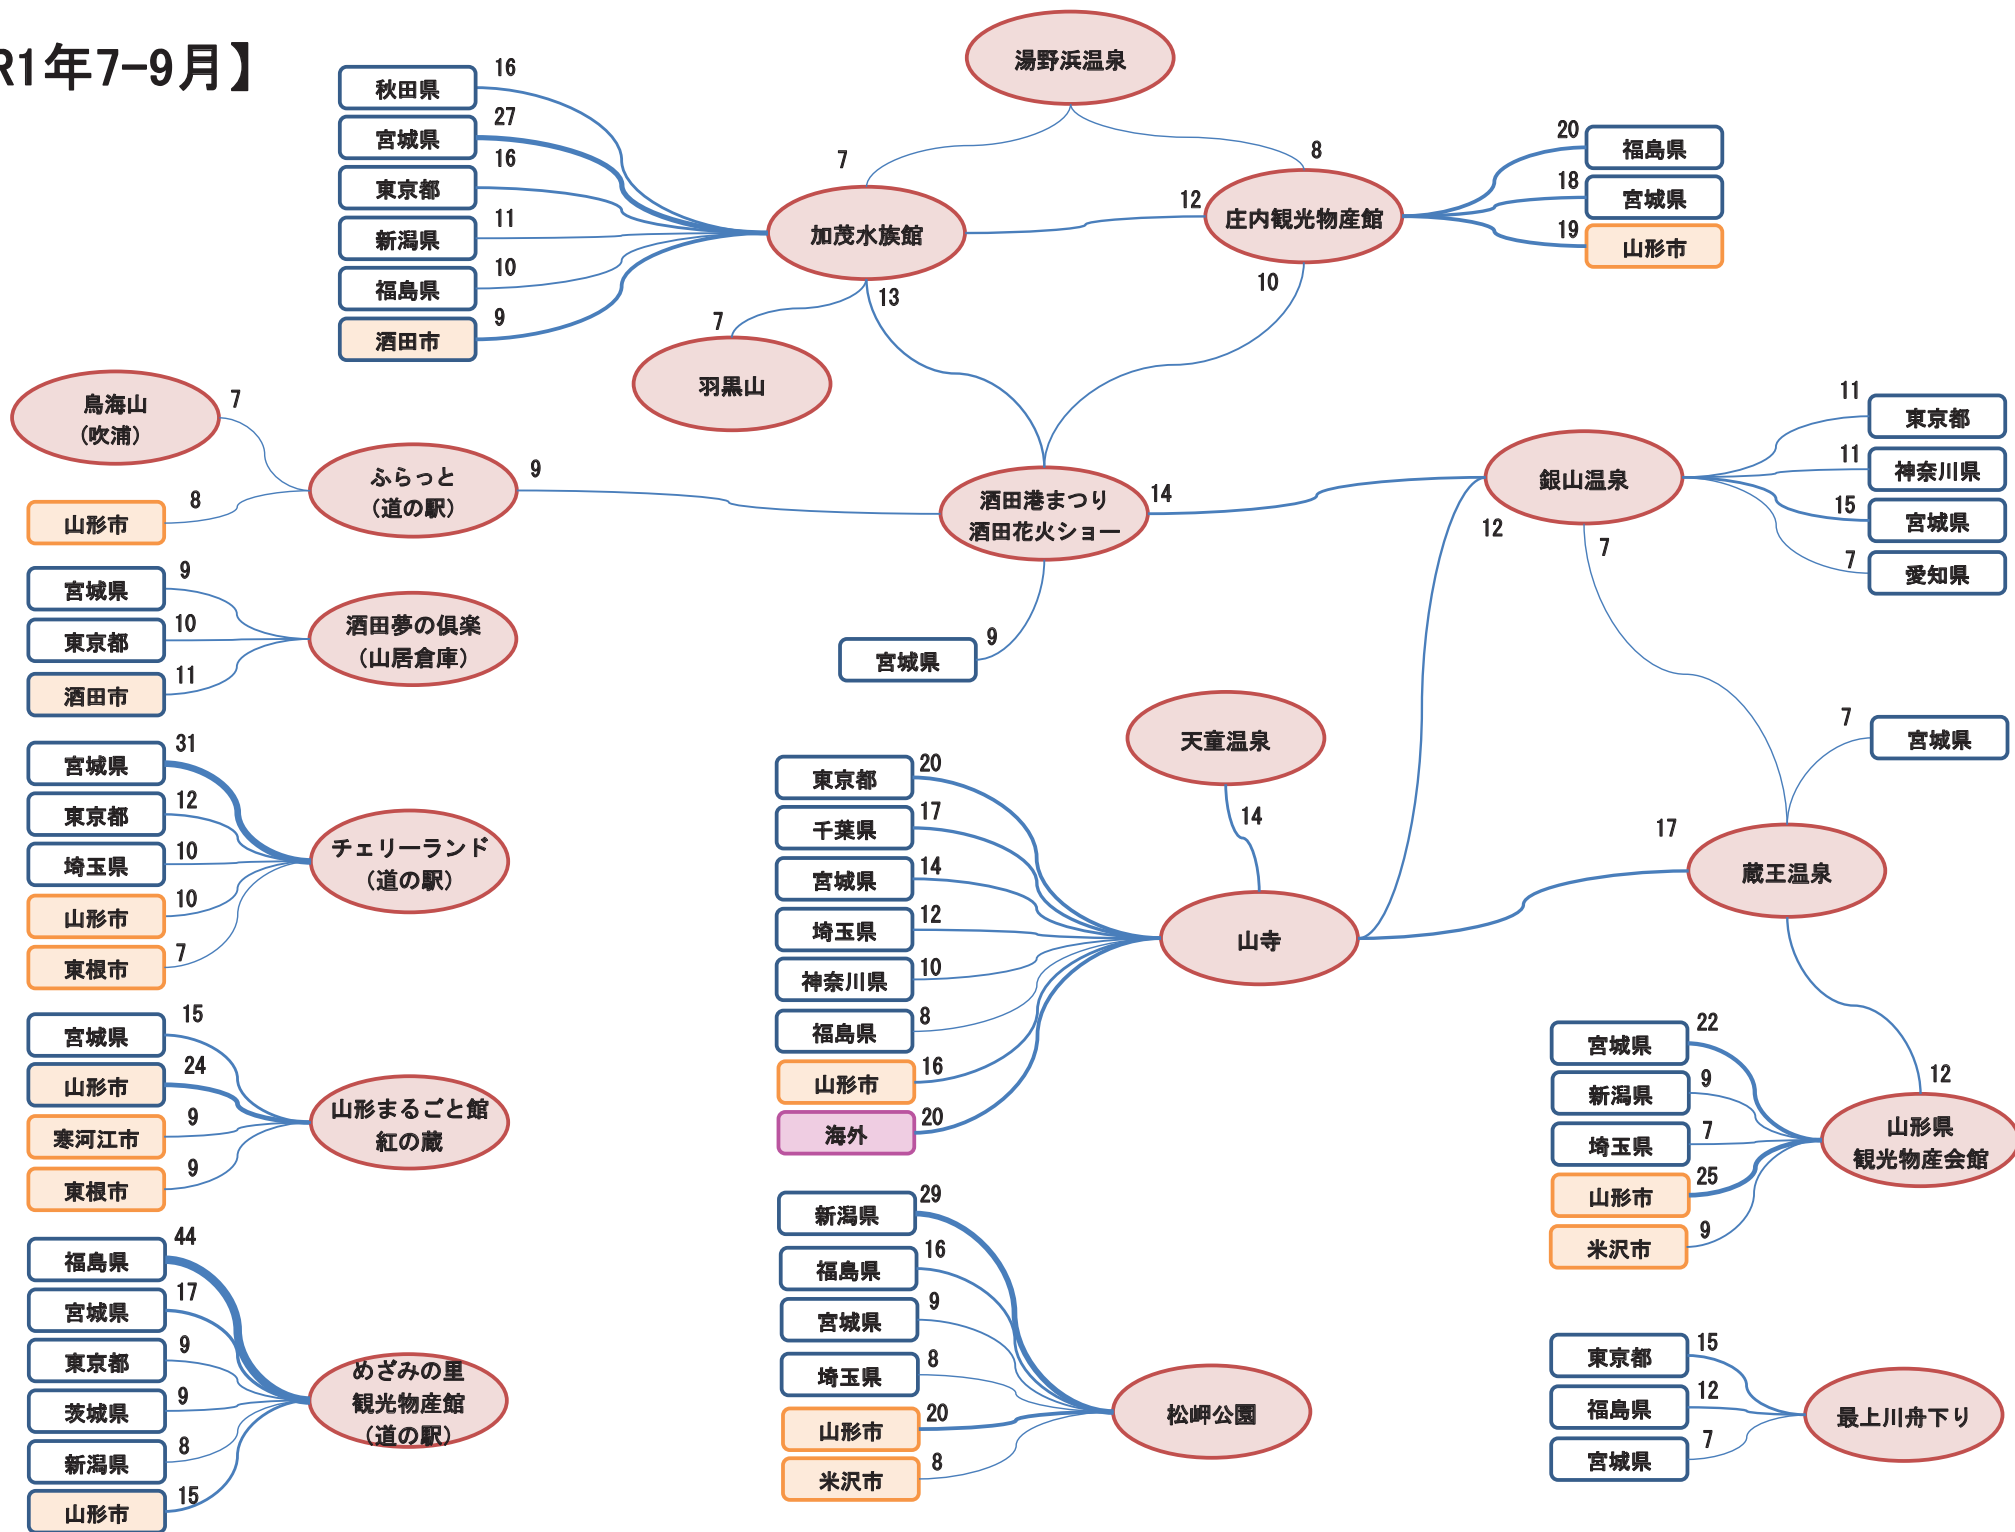 R1年7-9月】
湯野浜温泉
秋田県
16
宮城県
27
東京都
16
新潟県
11
福島県
10
酒田市
9
7
8
加茂水族館
12
庄内観光物産館
20
福島県
18
宮城県
19
山形市
13
10
7
羽黒山
鳥海山
(吹浦)
7
山形市
8
ふらっと
(道の駅)
9
酒田港まつり
酒田花火ショー
14
銀山温泉
11
東京都
11
神奈川県
15
宮城県
7
愛知県
12
7
宮城県
9
宮城県
9
東京都
10
酒田市
11
酒田夢の倶楽
(山居倉庫)
天童温泉
14
7
宮城県
宮城県
31
東京都
12
埼玉県
10
山形市
10
東根市
7
チェリーランド
(道の駅)
東京都
20
千葉県
17
宮城県
14
埼玉県
12
神奈川県
10
福島県
8
山形市
16
海外
20
山寺
17
蔵王温泉
12
宮城県
15
山形市
24
寒河江市
9
東根市
9
山形まるごと館
紅の蔵
宮城県
22
新潟県
9
埼玉県
7
山形市
25
米沢市
9
山形県
観光物産会館
福島県
44
宮城県
17
東京都
9
茨城県
9
新潟県
8
山形市
15
めざみの里
観光物産館
(道の駅)
新潟県
29
福島県
16
宮城県
9
埼玉県
8
山形市
20
米沢市
8
松岬公園
東京都
15
福島県
12
宮城県
7
最上川舟下り